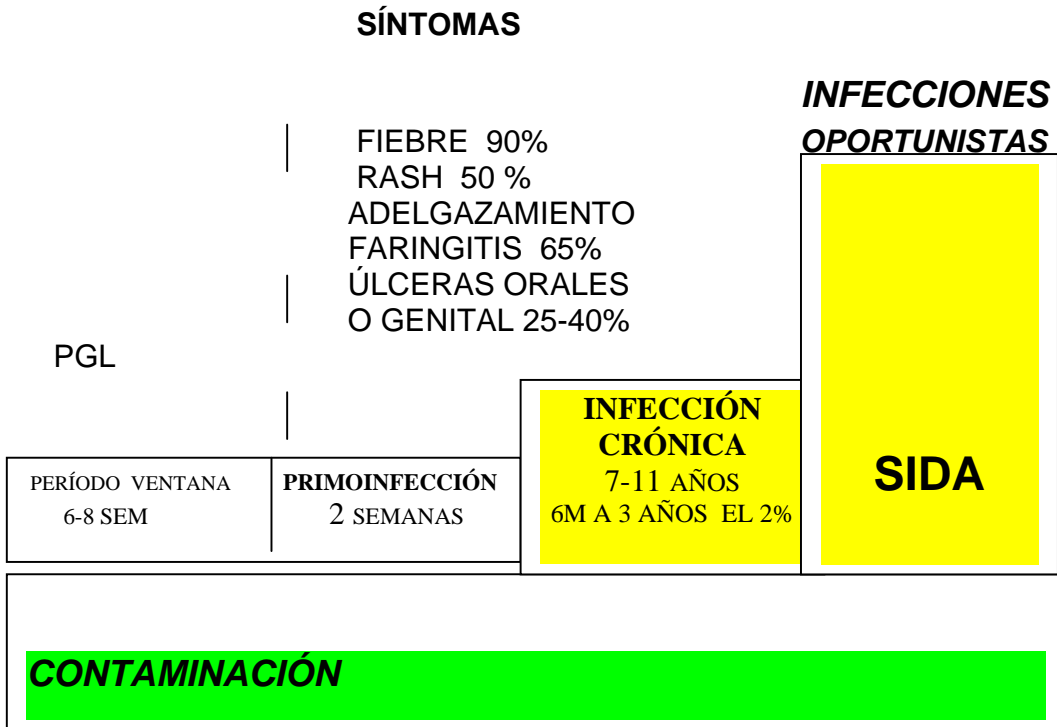 SÍNTOMAS
INFECCIONES
OPORTUNISTAS
FIEBRE 90%
RASH 50 %
ADELGAZAMIENTO
FARINGITIS 65%
ÚLCERAS ORALES
O GENITAL 25-40%
PGL
PERÍODO VENTANA
6-8 SEM
PRIMOINFECCIÓN
2 SEMANAS
INFECCIÓN
CRÓNICA
7-11 AÑOS
6M A 3 AÑOS EL 2%
SIDA
CONTAMINACIÓN